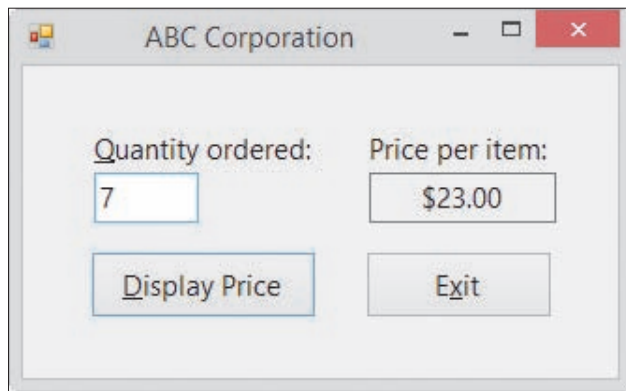 ABC Corporation
Quantity ordered: Price per item:
7 $23.00
Display Price Exit